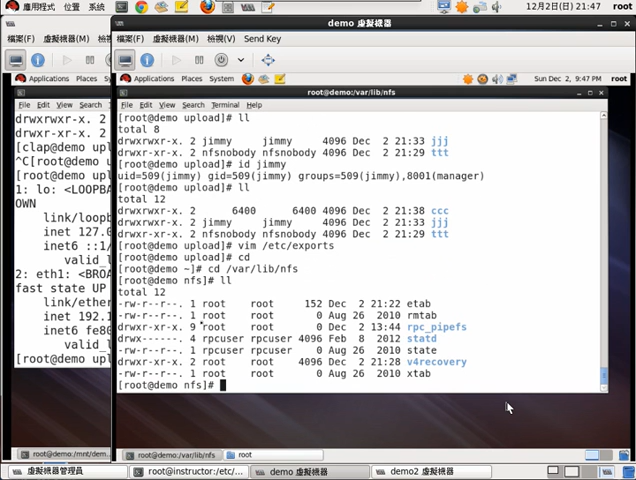 應用程式 位置 系統
12月2日(日) 21:47 root
demo 虛擬機器
檔案(F) 虛擬機器(M) 檢視(V) Send Key
檔案(F) 虛擬機器(M) 檢
Applications Places System
Sun Dec 2, 9:47 PM root
Applications Places
root@demo:/var/lib/nfs
File Edit View Search Terminal Help
File Edit View Search
drwxrwxr-x. 2
drwxr-xr-x. 2
[clap@demo up
^C[root@demo
[root@demo u
1: lo: <LOOPBA
OWN
link/loopb
inet 127.0
inet6 ::1/
valid_l
2: eth1: <BROA
fast state UP
link/ether
inet 192.1
inet6 fe80
valid_l
[root@demo upl
[root@demo upload]# ll
total 8
drwxrwxr-x. 2 jimmy jimmy 4096 Dec 2 21:33 jjj
drwxr-xr-x. 2 nfsnobody nfsnobody 4096 Dec 2 21:29 ttt
[root@demo upload]# id jimmy
uid=509(jimmy) gid=509(jimmy) groups=509(jimmy),8001(manager)
[root@demo upload]# ll
total 12
drwxr-xr-x. 2 6400 6400 4096 Dec 2 21:38 ccc
drwxrwxr-x. 2 jimmy jimmy 4096 Dec 2 21:33 jjj
drwxr-xr-x. 2 nfsnobody nfsnobody 4096 Dec 2 21:29 ttt
[root@demo upload]# vim /etc/exports
[root@demo upload]# cd
[root@demo ~]# cd /var/lib/nfs
[root@demo nfs]# ll
total 12
-rw-r--r--. 1 root root 152 Dec 2 21:22 etab
-rw-r--r--. 1 root root 0 Aug 26 2010 rmtab
drwxr-xr-x. 9 root root 0 Dec 2 13:44 rpc_pipefs
drwx------. 4 rpcuser rpcuser 4096 Feb 8 2012 statd
-rw-r--r--. 1 rpcuser rpcuser 0 Aug 26 2010 state
drwxr-xr-x. 2 root root 4096 Dec 2 21:28 v4recovery
-rw-r--r--. 1 root root 0 Aug 26 2010 xtab
[root@demo nfs]#
root@demo:/mnt/dem...
root@demo:/var/lib/nfs
root
虛擬機器管理員
root@instructor:/etc/...
demo 虛擬機器
demo2 虛擬機器